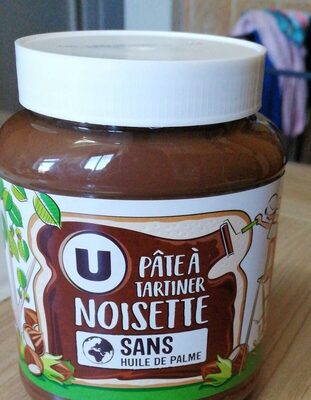 U
PÂTE À
TARTINER
NOISETTE
SANS
HUILE DE PALME